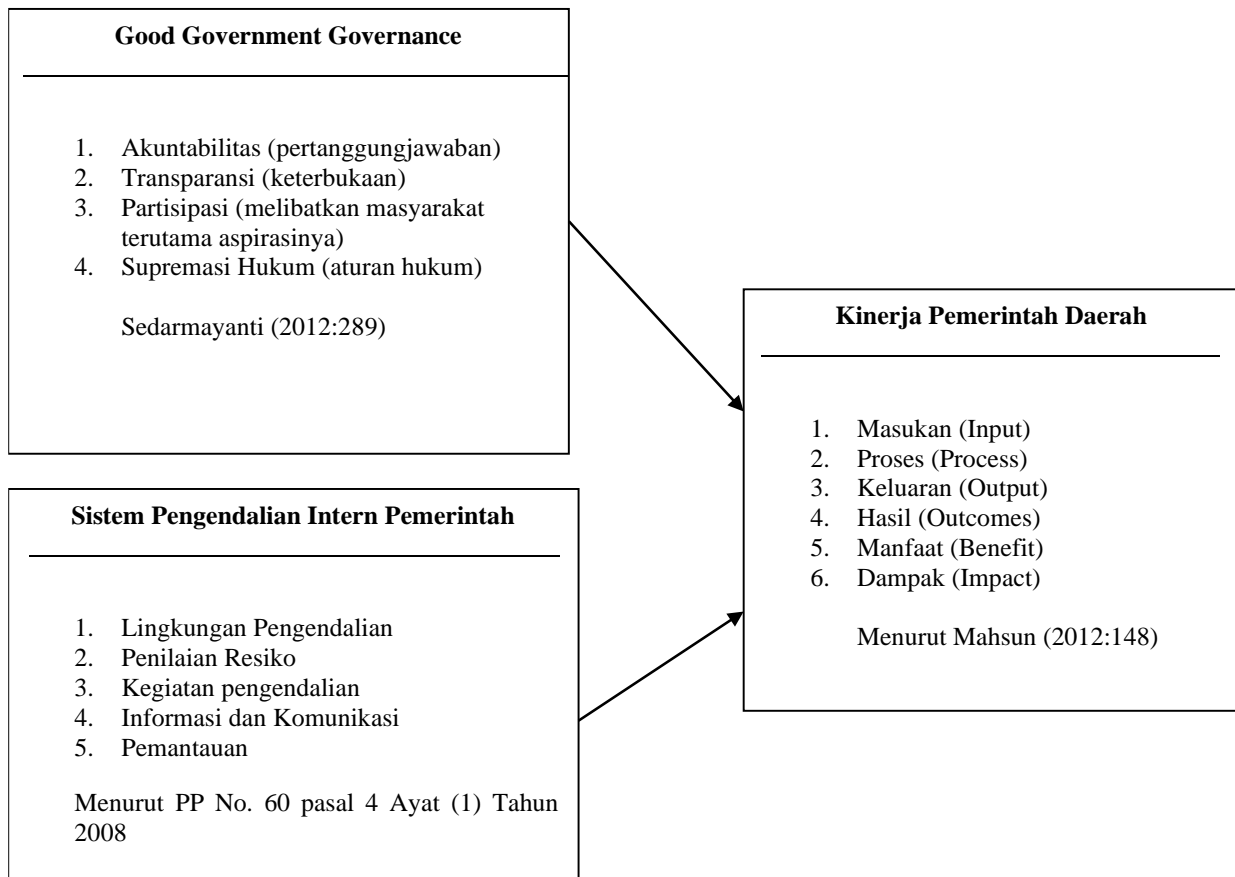 Good Government Governance
1. Akuntabilitas (pertanggungjawaban)
2. Transparansi (keterbukaan)
3. Partisipasi (melibatkan masyarakat
terutama aspirasinya)
4. Supremasi Hukum (aturan hukum)
Sedarmayanti (2012:289)
Sistem Pengendalian Intern Pemerintah
1. Lingkungan Pengendalian
2. Penilaian Resiko
3. Kegiatan pengendalian
4. Informasi dan Komunikasi
5. Pemantauan
Menurut PP No. 60 pasal 4 Ayat (1) Tahun
2008
Kinerja Pemerintah Daerah
1. Masukan (Input)
2. Proses (Process)
3. Keluaran (Output)
4. Hasil (Outcomes)
5. Manfaat (Benefit)
6. Dampak (Impact)
Menurut Mahsun (2012:148)